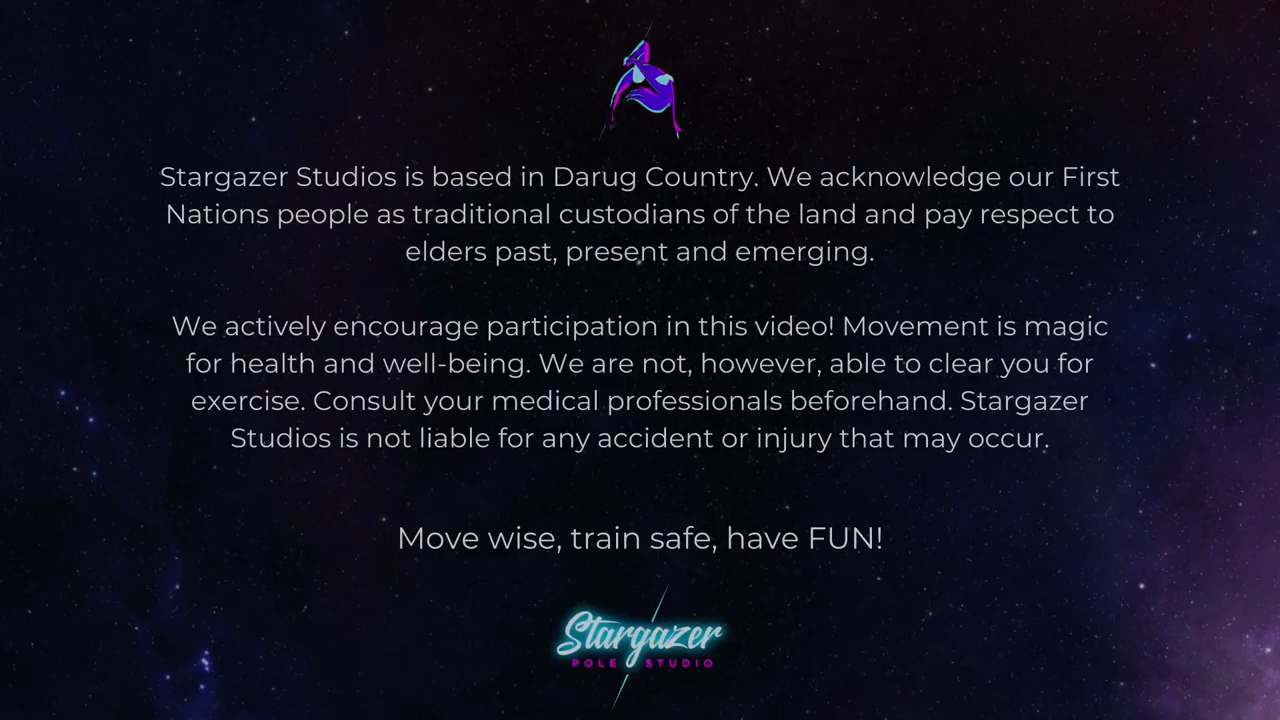 Stargazer Studios is based in Darug Country. We acknowledge our First
Nations people as traditional custodians of the land and pay respect to
elders past, present and emerging.
We actively encourage participation in this video! Movement is magic
for health and well-being. We are not, however, able to clear you for
exercise. Consult your medical professionals beforehand. Stargazer
Studios is not liable for any accident or injury that may occur.
Move wise, train safe, have FUN!
Stargazer
POLE STUDIO